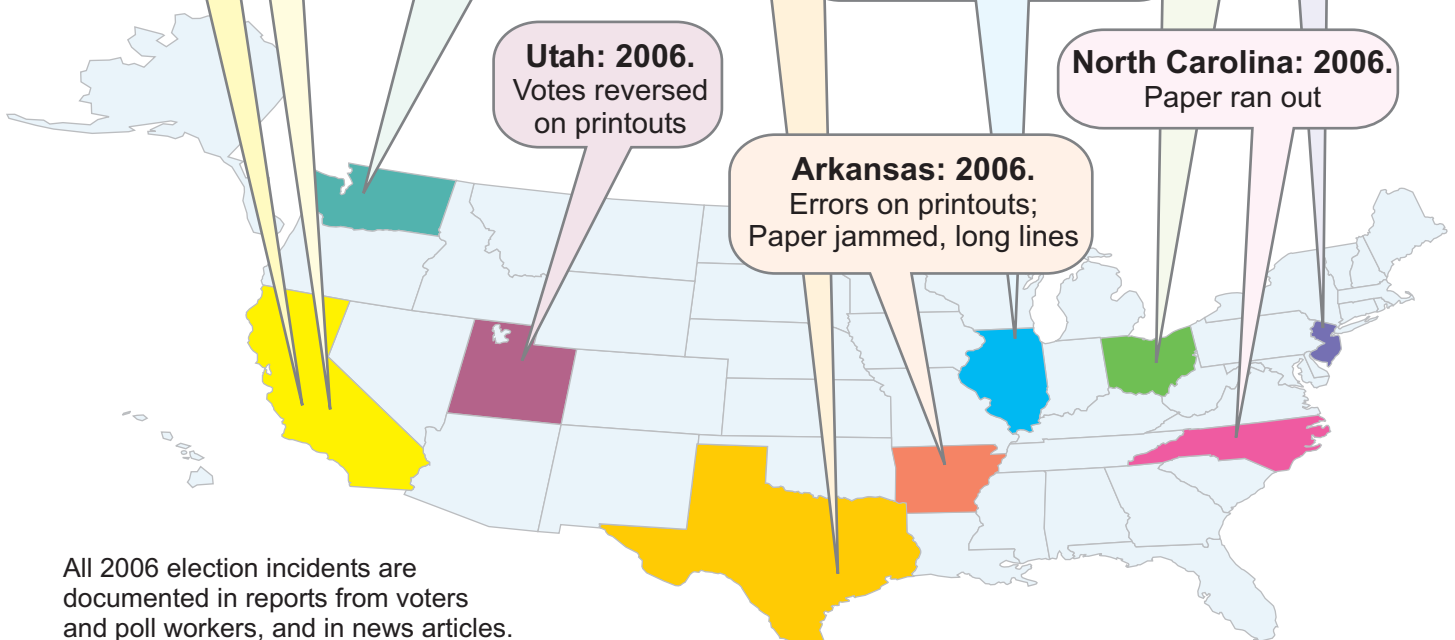 Utah: 2006.
Votes reversed
on printouts
North Carolina: 2006.
Paper ran out
Arkansas: 2006.
Errors on printouts;
Paper jammed, long lines
All 2006 election incidents are
documented in reports from voters
and poll workers, and in news articles.